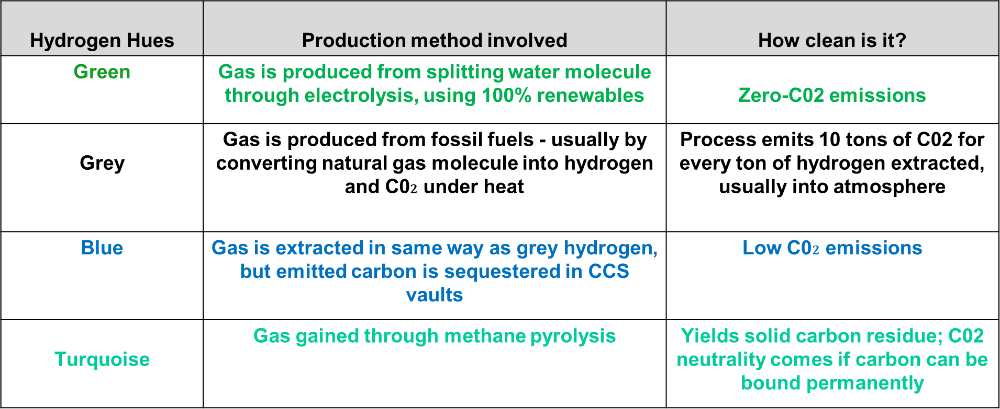 Hydrogen Hues
Production method involved
How clean is it?
Green
Gas is produced from splitting water molecule
through electrolysis, using 100% renewables
Zero-C02 emissions
Grey
Gas is produced from fossil fuels - usually by
converting natural gas molecule into hydrogen
and C0₂ under heat
Process emits 10 tons of C02 for
every ton of hydrogen extracted,
usually into atmosphere
Blue
Gas is extracted in same way as grey hydrogen,
but emitted carbon is sequestered in CCS
vaults
Low C0₂ emissions
Turquoise
Gas gained through methane pyrolysis
Yields solid carbon residue; C02
neutrality comes if carbon can be
bound permanently